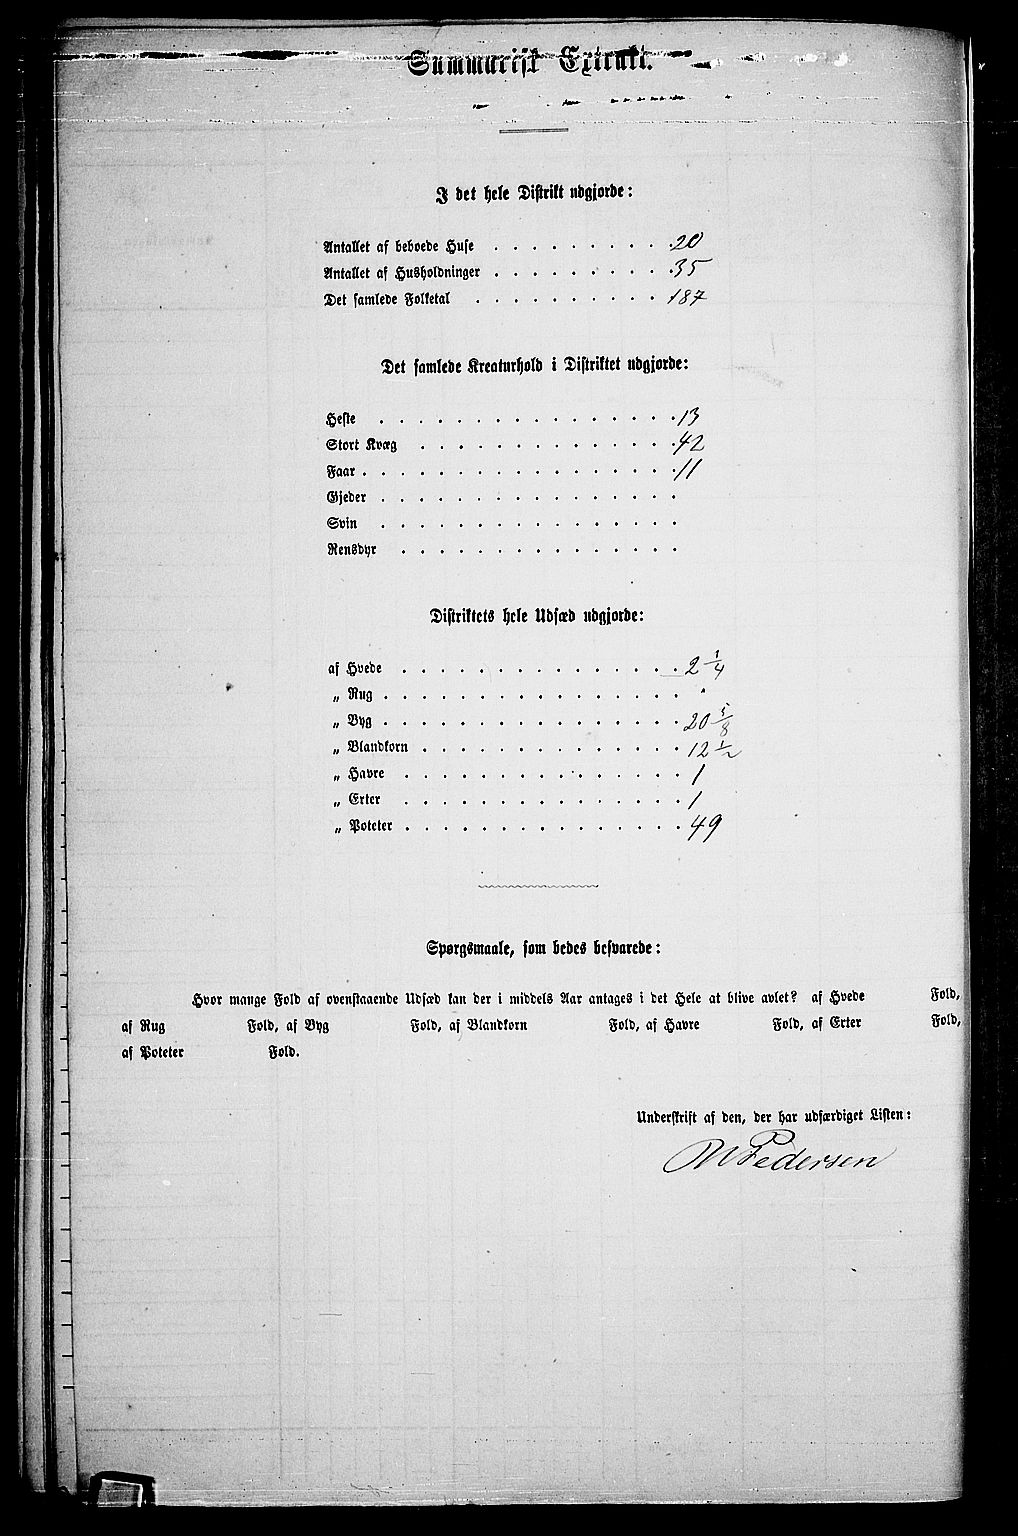 Summarisk Extrakt.
I det hele Distrikt udgjorde:
Antallet af beboede Huse . . . . . . . . . . 20
Antallet af Husholdninger . . . . . . . . . . 35
Det samlede Folketal . . . . . . . . . . 187
Det samlede Kreaturhold i Distriktet udgjorde:
Heste . . . . . . . . . . . . 13
Stort Kvæg . . . . . . . . . . . 42
Faar . . . . . . . . . . . . . 11
Gjeder . . . . . . . . . . . .
Svin . . . . . . . . . . . .
Rensdyr . . . . . . . . . . .
Distriktets hele Udsæd udgjorde:
af Hvede . . . . . . . . . . . 2 1/4
„ Rug . . . . . . . . . . . .
„ Byg . . . . . . . . . . . . 20 5/8
„ Blandkorn . . . . . . . . . . . 12 1/2
„ Havre . . . . . . . . . . . 1
„ Erter . . . . . . . . . . . 1
„ Poteter . . . . . . . . . . . 49
Spørgsmaale, som bedes besvarede:
Hvor mange Fold af ovenstaaende Udsæd kan der i middels Aar antages i det Hele at blive avlet? af Hvede Fold,
af Rug Fold, af Byg Fold, af Blandkorn Fold, af Havre Fold, af Erter Fold,
af Poteter Fold.
Underskrift af den, der har udfærdiget Listen:
Pedersen